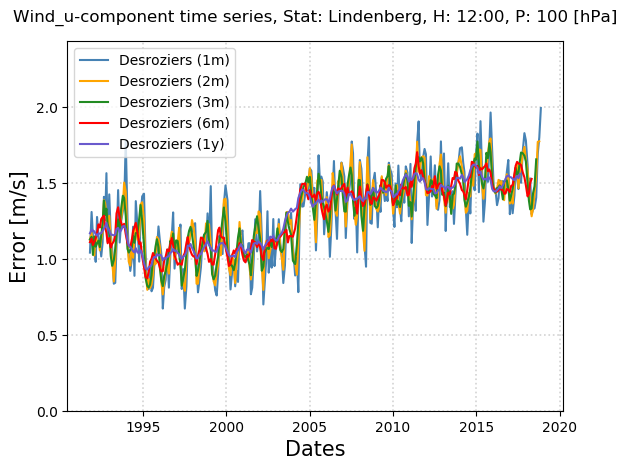 Wind_u-component time series, Stat: Lindenberg, H: 12:00, P: 100 [hPa]
Desroziers (1m)
Desroziers (2m)
Desroziers (3m)
Desroziers (6m)
Desroziers (1y)
Error [m/s]
2.0
1.5
1.0
0.5
0.0
1995 2000 2005 2010 2015 2020
Dates